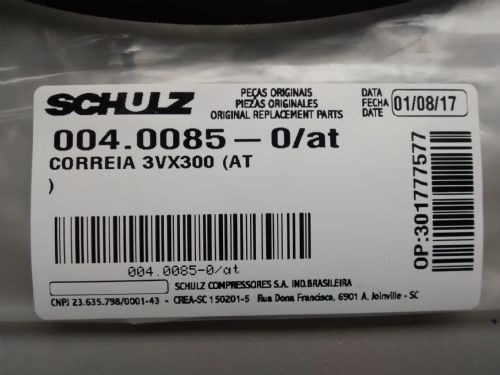 SCHULZ
PEÇAS ORIGINAIS
PIEZAS ORIGINALES
ORIGINAL REPLACEMENT PARTS
DATA
FECHA
DATE
01/08/17
004.0085-0/at
CORREIA 3VX300 (AT
)
OP:301777577
004.0085-0/at
SCHULZ COMPRESSORES S.A. IND.BRASILEIRA
CNPJ 23.635.798/0001-43 - CREA-SC 150201-5 Rua Dona Francisca, 6901 A. Joinville - SC